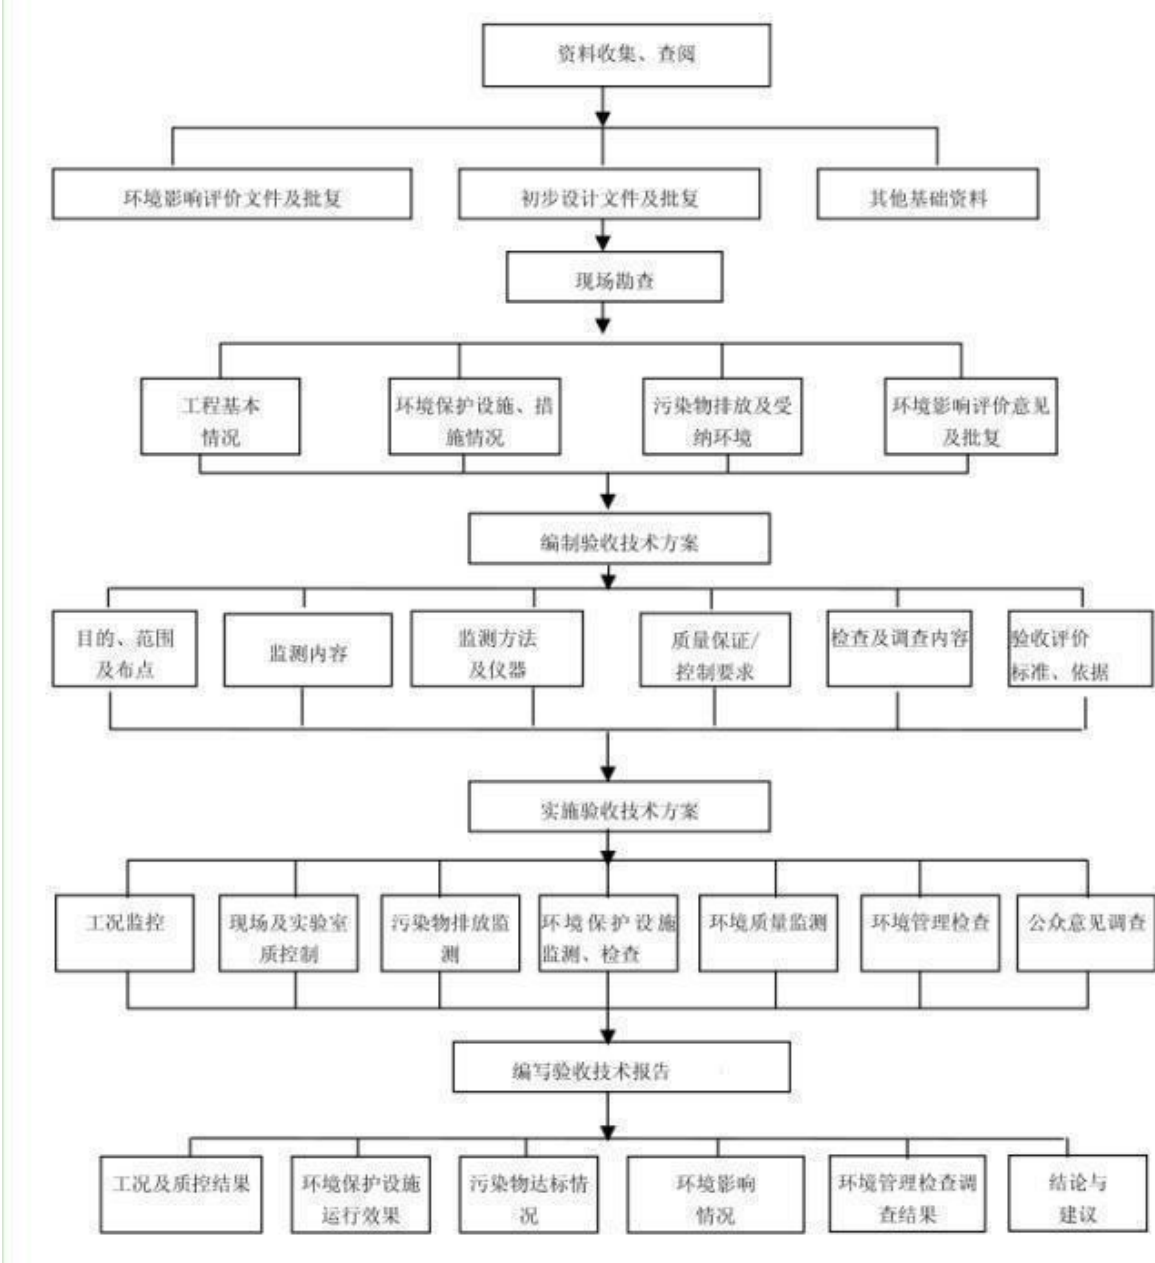 资料收集、查阅
环境影响评价文件及批复
初步设计文件及批复
其他基础资料
现场勘查
工程基本
情况
环境保护设施、措
施情况
污染物排放及受
纳环境
环境影响评价意见
及批复
编制验收技术方案
目的、范围
及布点
监测内容
监测方法
及仪器
质量保证/
控制要求
检查及调查内容
验收评价
标准、依据
实施验收技术方案
工况监控
现场及实验室
质控制
污染物排放监
测
环境保护设施
监测、检查
环境质量监测
环境管理检查
公众意见调查
编写验收技术报告
工况及质控结果
环境保护设施
运行效果
污染物达标情
况
环境影响
情况
环境管理检查调
查结果
结论与
建议